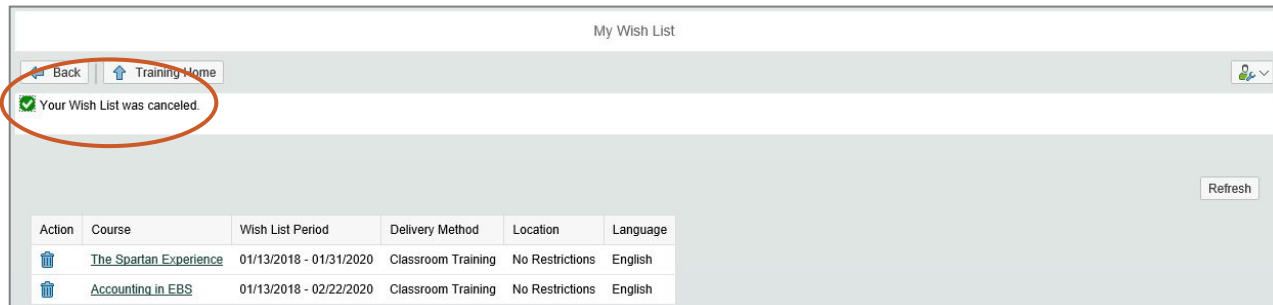 My Wish List
Back Training Home
Your Wish List was canceled.
Refresh
Action Course Wish List Period Delivery Method Location Language
The Spartan Experience 01/13/2018 - 01/31/2020 Classroom Training No Restrictions English
Accounting in EBS 01/13/2018 - 02/22/2020 Classroom Training No Restrictions English